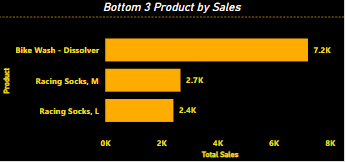 Bottom 3 Product by Sales
Bike Wash - Dissolver
7.2K
Racing Socks, M
2.7K
Racing Socks, L
2.4K
Product
0K 2K 4K 6K 8K
Total Sales